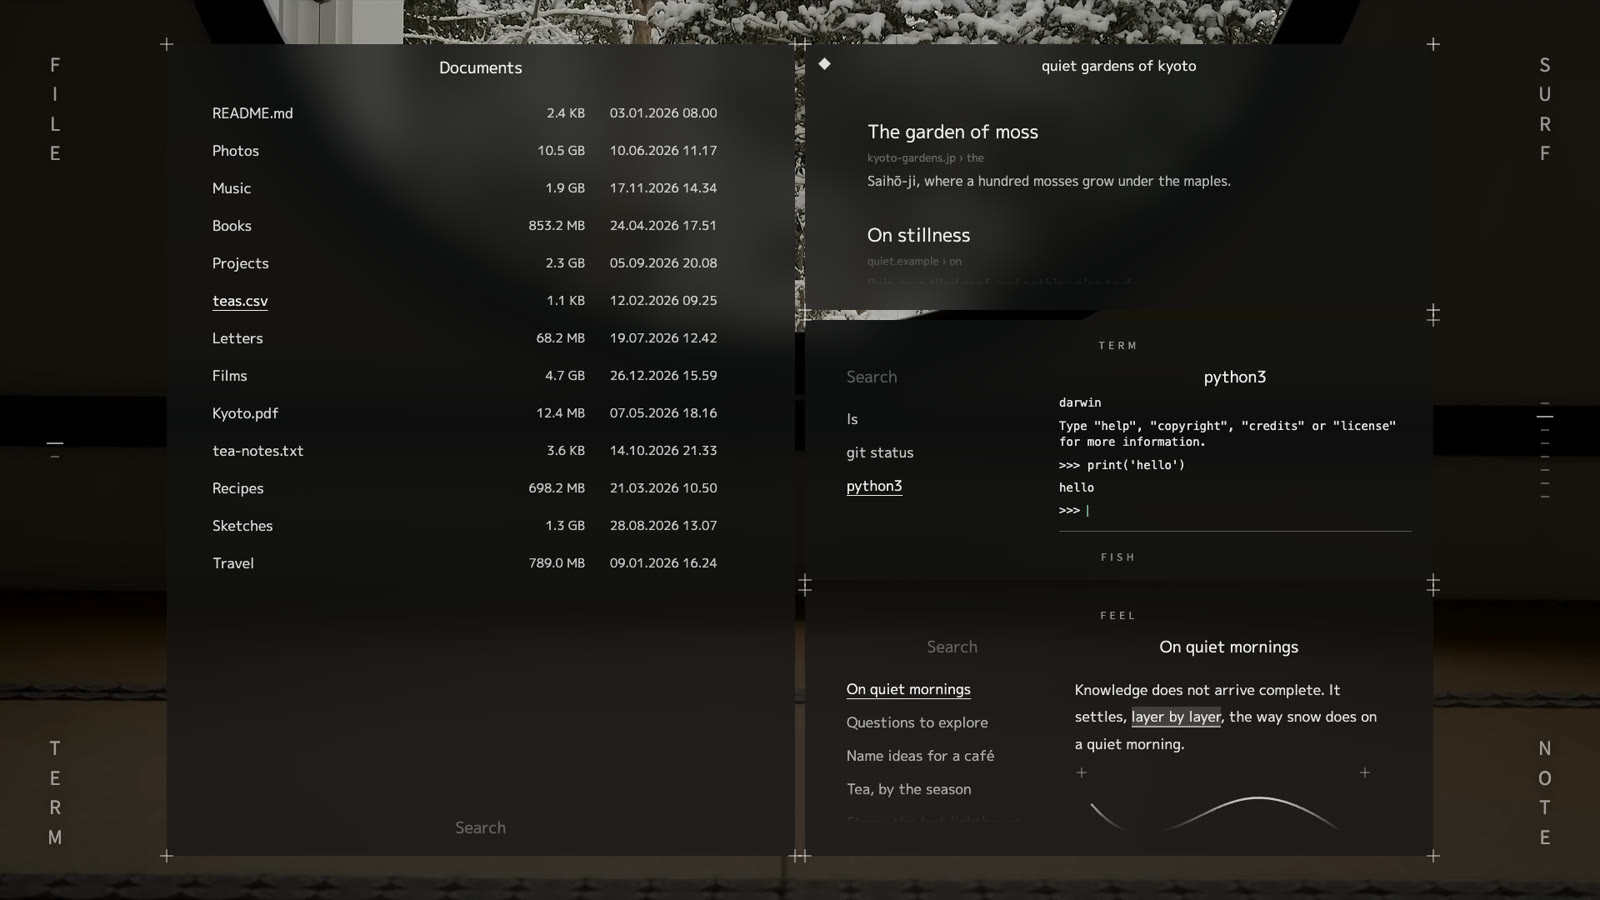 FILE
Documents
README.md 2.4 KB 03.01.2026 08.00
Photos 10.5 GB 10.06.2026 11.17
Music 1.9 GB 17.11.2026 14.34
Books 853.2 MB 24.04.2026 17.51
Projects 2.3 GB 05.09.2026 20.08
teas.csv 1.1 KB 12.02.2026 09.25
Letters 68.2 MB 19.07.2026 12.42
Films 4.7 GB 26.12.2026 15.59
Kyoto.pdf 12.4 MB 07.05.2026 18.16
tea-notes.txt 3.6 KB 14.10.2026 21.33
Recipes 698.2 MB 21.03.2026 10.50
Sketches 1.3 GB 28.08.2026 13.07
Travel 789.0 MB 09.01.2026 16.24
Search
TERM
quiet gardens of kyoto
The garden of moss
kyoto-gardens.jp › the
Saihō-ji, where a hundred mosses grow under the maples.
On stillness
quiet.example › on
SURF
TERM
Search
ls
git status
python3
python3
darwin
Type "help", "copyright", "credits" or "license"
for more information.
>>> print('hello')
hello
>>>
FISH
FEEL
Search
On quiet mornings
Questions to explore
Name ideas for a café
Tea, by the season
On quiet mornings
Knowledge does not arrive complete. It
settles, layer by layer, the way snow does on
a quiet morning.
NOTE